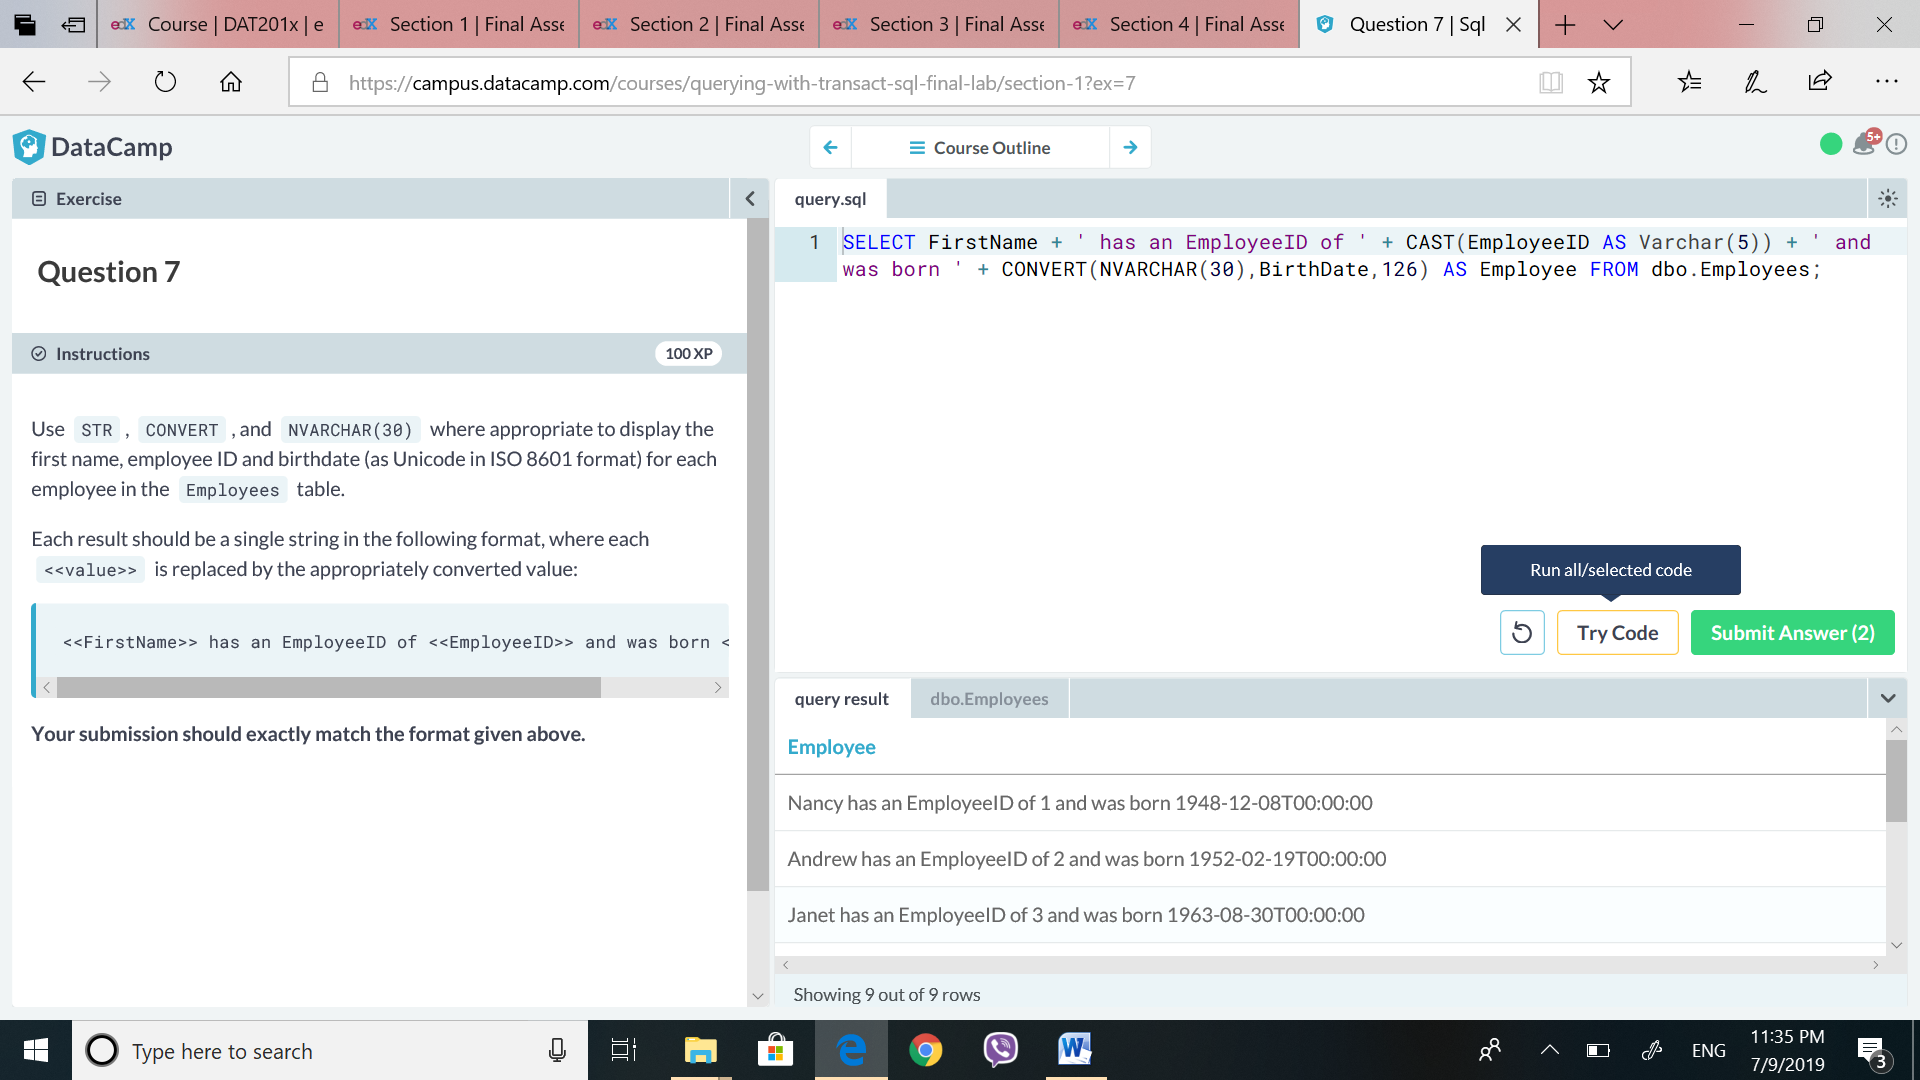 Course | DAT201x | e
Section 1 | Final Asse
Section 2 | Final Asse
Section 3 | Final Asse
Section 4 | Final Asse
Question 7 | Sql
https://campus.datacamp.com/courses/querying-with-transact-sql-final-lab/section-1?ex=7
DataCamp
Course Outline
5+
Exercise
Question 7
Instructions
100 XP
Use STR , CONVERT , and NVARCHAR(30) where appropriate to display the
first name, employee ID and birthdate (as Unicode in ISO 8601 format) for each
employee in the Employees table.
Each result should be a single string in the following format, where each
<<value>> is replaced by the appropriately converted value:
<<FirstName>> has an EmployeeID of <<EmployeeID>> and was born <
Your submission should exactly match the format given above.
query.sql
1 SELECT FirstName + ' has an EmployeeID of ' + CAST(EmployeeID AS Varchar(5)) + ' and
was born ' + CONVERT(NVARCHAR(30),BirthDate,126) AS Employee FROM dbo.Employees;
Run all/selected code
Try Code
Submit Answer (2)
query result
dbo.Employees
Employee
Nancy has an EmployeeID of 1 and was born 1948-12-08T00:00:00
Andrew has an EmployeeID of 2 and was born 1952-02-19T00:00:00
Janet has an EmployeeID of 3 and was born 1963-08-30T00:00:00
Showing 9 out of 9 rows
Type here to search
ENG
11:35 PM
7/9/2019
3